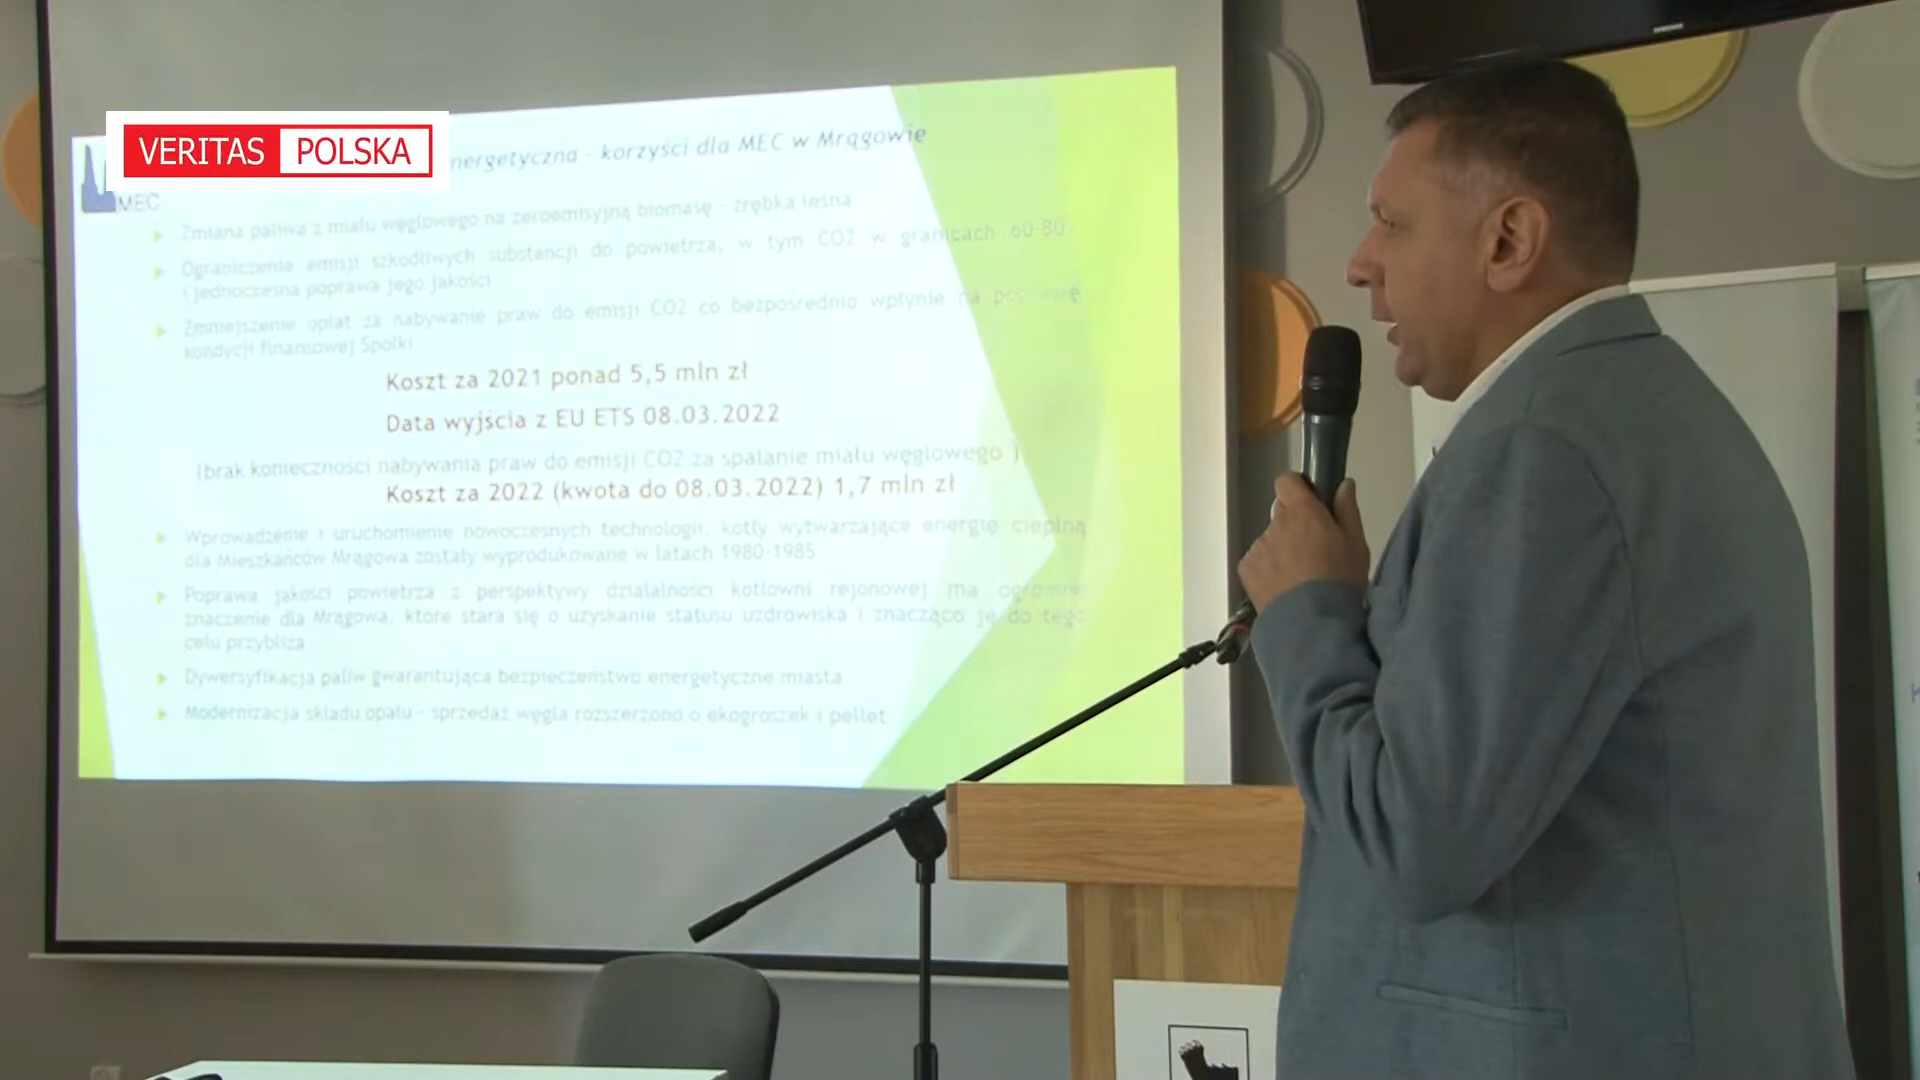 VERITAS POLSKA
nergetyczna - korzyści dla MEC w Mrągowie
MEC
Zmiana paliwa z miału węglowego na zeroemisyjną biomasę - zrębka leśna
Ograniczenie emisji szkodliwych substancji do powietrza, w tym CO2 w granicach 60-80
i jednoczesna poprawa jego jakości
Zmniejszenie opłat za nabywanie praw do emisji CO2 co bezpośrednio wpłynie na poprawę
kondycji finansowej Spółki
Koszt za 2021 ponad 5,5 mln zł
Data wyjścia z EU ETS 08.03.2022
(brak konieczności nabywania praw do emisji CO2 za spalanie miału węglowego )
Koszt za 2022 (kwota do 08.03.2022) 1,7 mln zł
Wprowadzenie i uruchomienie nowoczesnych technologii, kotły wytwarzające energię cieplną
dla Mieszkańców Mrągowa zostały wyprodukowane w latach 1980-1985
Poprawa jakości powietrza z perspektywy działalności kotłowni rejonowej ma ogromne
znaczenie dla Mrągowa, które stara się o uzyskanie statusu uzdrowiska i znacząco je do tego
celu przybliża
Dywersyfikacja paliw gwarantująca bezpieczeństwo energetyczne miasta
Modernizacja składu opału - sprzedaż węgla rozszerzono o ekogroszek i pellet